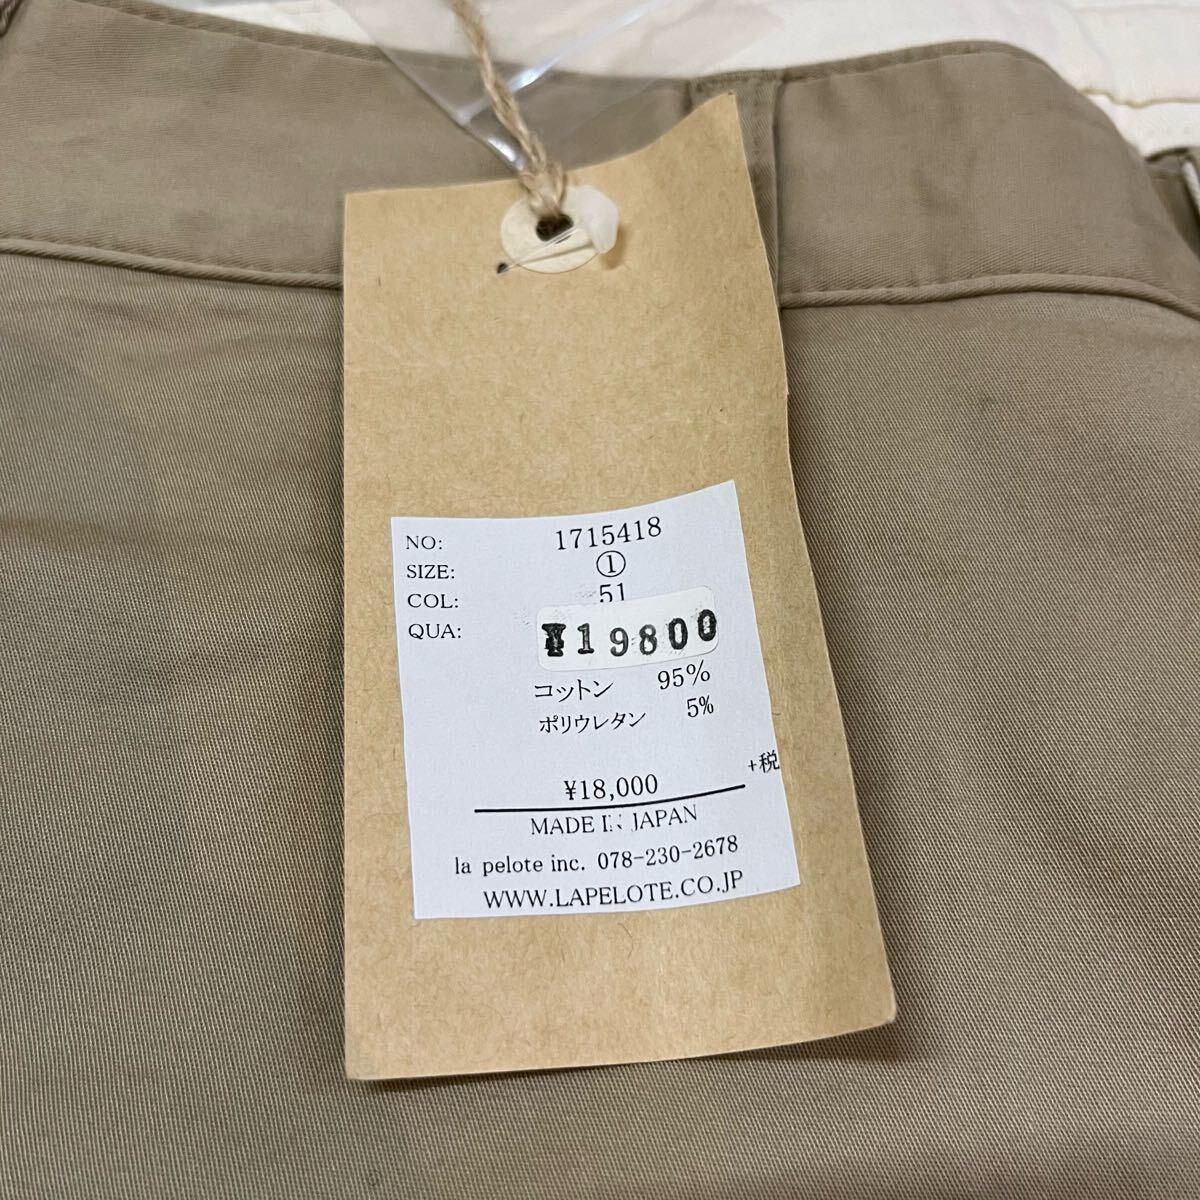 NO: 1715418
SIZE: ①
COL: 51
QUA:
¥19800
コットン 95%
ポリウレタン 5%
¥18,000 +税
MADE IN JAPAN
la pelote inc. 078-230-2678
WWW.LAPELOTE.CO.JP